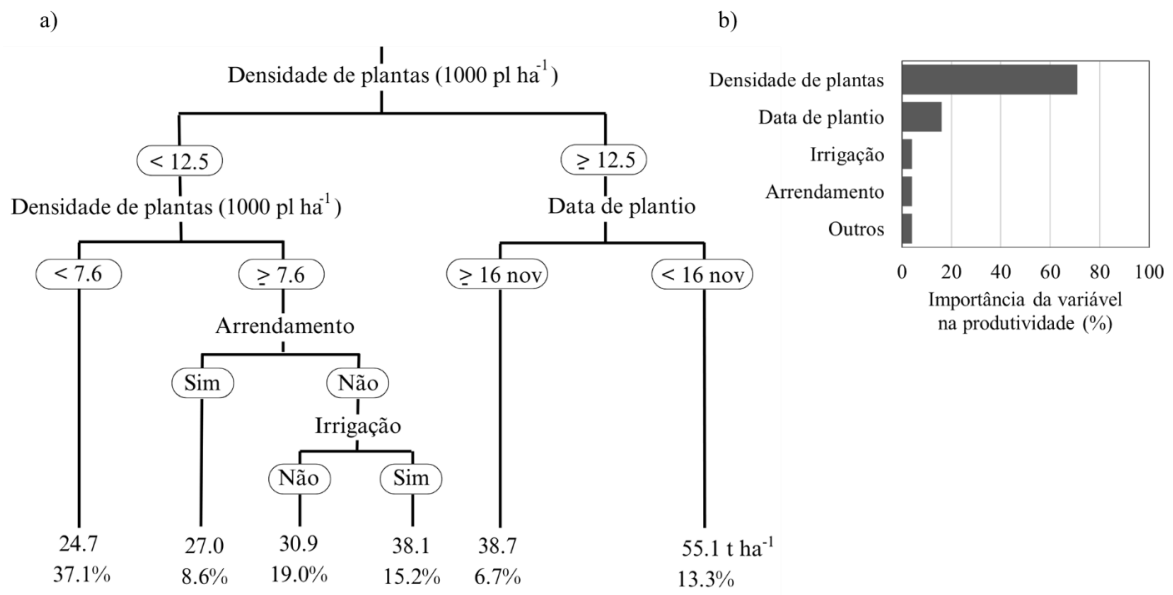 a)
Densidade de plantas (1000 pl ha⁻¹)
< 12.5
≥ 12.5
Densidade de plantas (1000 pl ha⁻¹)
Data de plantio
< 7.6
≥ 7.6
≥ 16 nov
< 16 nov
Arrendamento
Sim
Não
Irrigação
Não
Sim
24.7
27.0
30.9
38.1
38.7
55.1 t ha⁻¹
37.1%
8.6%
19.0%
15.2%
6.7%
13.3%
b)
Densidade de plantas
Data de plantio
Irrigação
Arrendamento
Outros
0 20 40 60 80 100
Importância da variável
na produtividade (%)